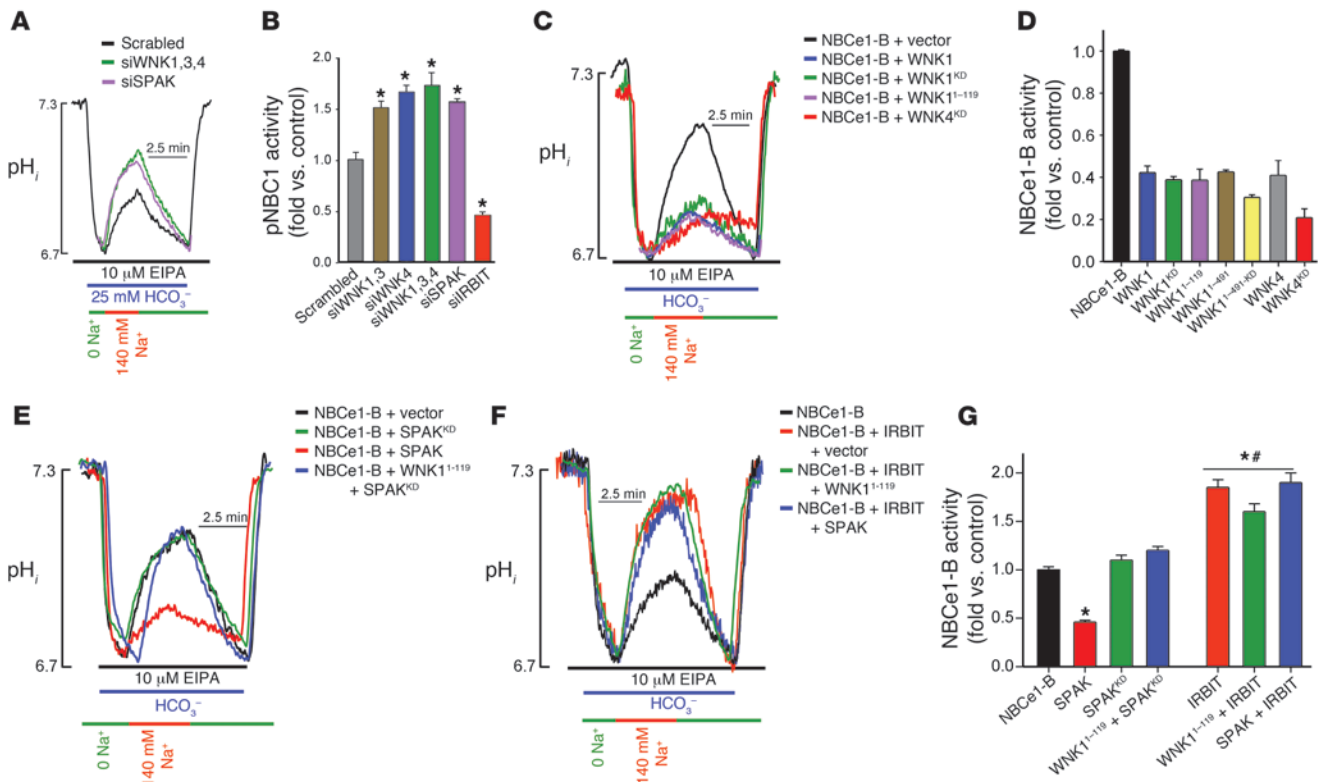 A
Scrabled
siWNK1,3,4
siSPAK
7.3
2.5 min
pHi
6.7
10 μM EIPA
25 mM HCO3−
0 Na+
140 mM
Na+
B
pNBC1 activity
(fold vs. control)
2.0
1.5
1.0
0.5
0.0
* * * * *
Scrambled
siWNK1,3
siWNK4
siWNK1,3,4
siSPAK
siIRBIT
C
NBCe1-B + vector
NBCe1-B + WNK1
NBCe1-B + WNK1KD
NBCe1-B + WNK11–119
NBCe1-B + WNK4KD
7.3
2.5 min
pHi
6.7
10 μM EIPA
HCO3−
0 Na+
140 mM
Na+
D
NBCe1-B activity
(fold vs. control)
1.0
0.8
0.6
0.4
0.2
0
NBCe1-B
WNK1
WNK1KD
WNK11–119
WNK11–491
WNK11–491-KD
WNK4
WNK4KD
E
NBCe1-B + vector
NBCe1-B + SPAKKD
NBCe1-B + SPAK
NBCe1-B + WNK11-119
+ SPAKKD
7.3
2.5 min
pHi
6.7
10 μM EIPA
HCO3−
0 Na+
140 mM
Na+
F
NBCe1-B
NBCe1-B + IRBIT
+ vector
NBCe1-B + IRBIT
+ WNK11-119
NBCe1-B + IRBIT
+ SPAK
7.3
2.5 min
pHi
6.7
10 μM EIPA
HCO3−
0 Na+
140 mM
Na+
G
NBCe1-B activity
(fold vs. control)
2.0
1.5
1.0
0.5
0.0
*
*#
NBCe1-B
SPAK
SPAKKD
WNK11–119 + SPAKKD
IRBIT
WNK11–119 + IRBIT
SPAK + IRBIT